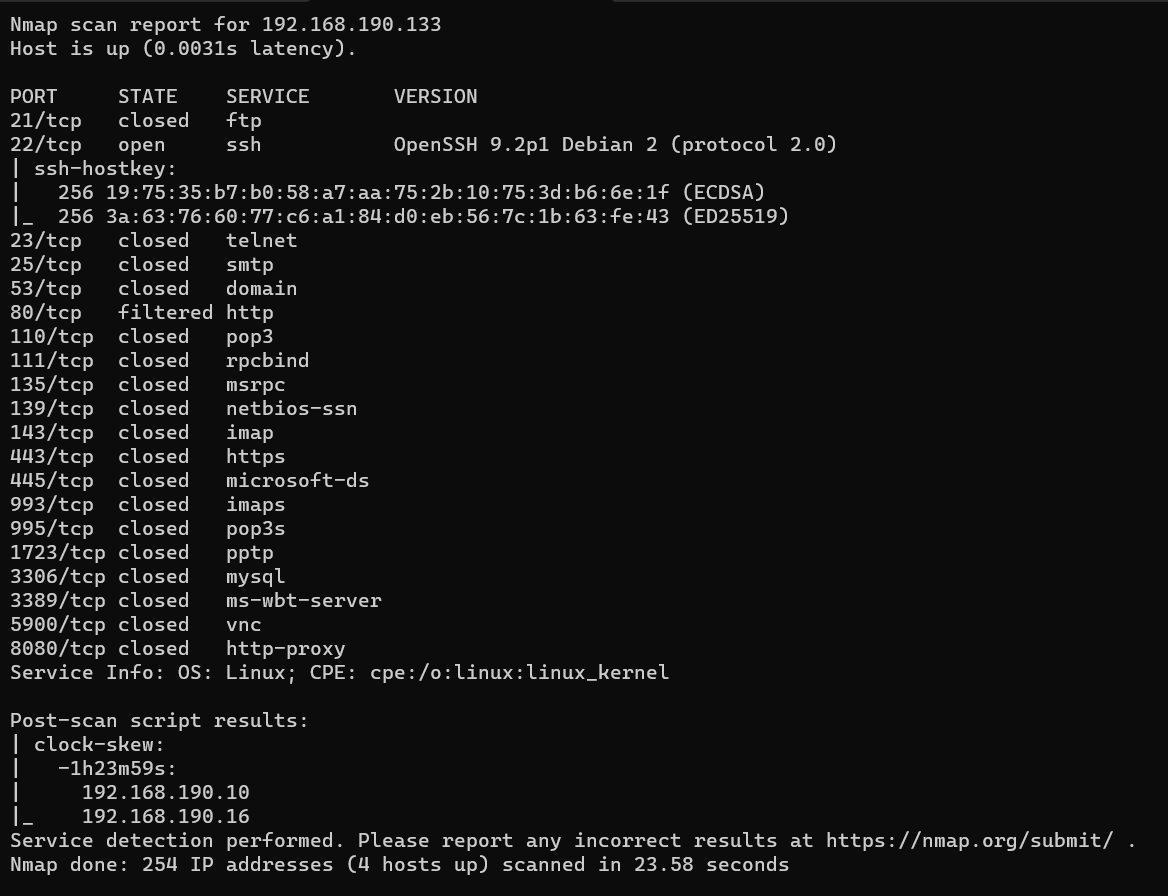 Nmap scan report for 192.168.190.133
Host is up (0.0031s latency).

PORT     STATE    SERVICE       VERSION
21/tcp   closed   ftp
22/tcp   open     ssh           OpenSSH 9.2p1 Debian 2 (protocol 2.0)
| ssh-hostkey:
|   256 19:75:35:b7:b0:58:a7:aa:75:2b:10:75:3d:b6:6e:1f (ECDSA)
|_  256 3a:63:76:60:77:c6:a1:84:d0:eb:56:7c:1b:63:fe:43 (ED25519)
23/tcp   closed   telnet
25/tcp   closed   smtp
53/tcp   closed   domain
80/tcp   filtered http
110/tcp  closed   pop3
111/tcp  closed   rpcbind
135/tcp  closed   msrpc
139/tcp  closed   netbios-ssn
143/tcp  closed   imap
443/tcp  closed   https
445/tcp  closed   microsoft-ds
993/tcp  closed   imaps
995/tcp  closed   pop3s
1723/tcp closed   pptp
3306/tcp closed   mysql
3389/tcp closed   ms-wbt-server
5900/tcp closed   vnc
8080/tcp closed   http-proxy
Service Info: OS: Linux; CPE: cpe:/o:linux:linux_kernel

Post-scan script results:
| clock-skew:
|   -1h23m59s:
|     192.168.190.10
|_    192.168.190.16
Service detection performed. Please report any incorrect results at https://nmap.org/submit/ .
Nmap done: 254 IP addresses (4 hosts up) scanned in 23.58 seconds